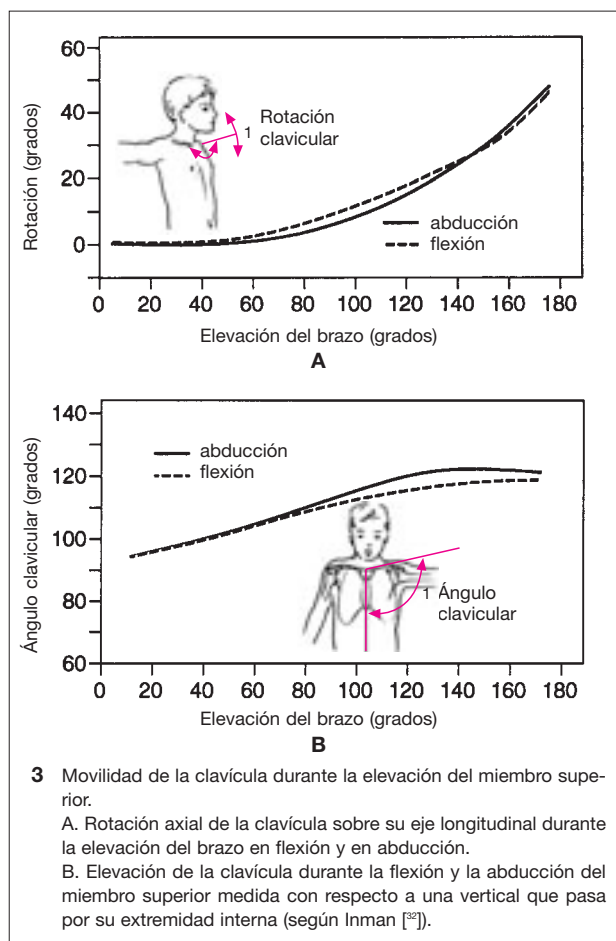 60
40
20
0
Rotación (grados)
1
Rotación
clavicular
abducción
flexión
0 20 40 60 80 100 120 140 160 180
Elevación del brazo (grados)
A
140
120
100
80
60
Ángulo clavicular (grados)
abducción
flexión
1 Ángulo
clavicular
0 20 40 60 80 100 120 140 160 180
Elevación del brazo (grados)
B
3 Movilidad de la clavícula durante la elevación del miembro supe-
rior.
A. Rotación axial de la clavícula sobre su eje longitudinal durante
la elevación del brazo en flexión y en abducción.
B. Elevación de la clavícula durante la flexión y la abducción del
miembro superior medida con respecto a una vertical que pasa
por su extremidad interna (según Inman [32]).